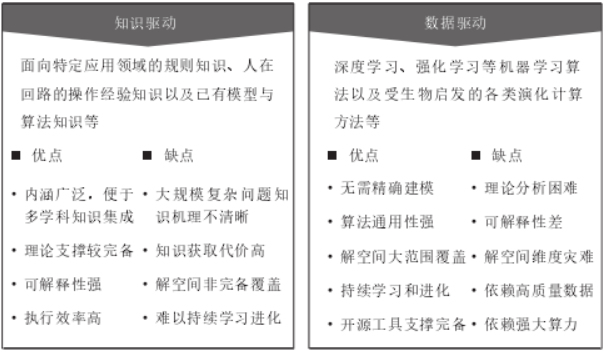 知识驱动
面向特定应用领域的规则知识、人在
回路的操作经验知识以及已有模型与
算法知识等
■ 优点
• 内涵广泛，便于
多学科知识集成
• 理论支撑较完备
• 可解释性强
• 执行效率高
■ 缺点
• 大规模复杂问题知
识机理不清晰
• 知识获取代价高
• 解空间非完备覆盖
• 难以持续学习进化
数据驱动
深度学习、强化学习等机器学习算
法以及受生物启发的各类演化计算
方法等
■ 优点
• 无需精确建模
• 算法通用性强
• 解空间大范围覆盖
• 持续学习和进化
• 开源工具支撑完备
■ 缺点
• 理论分析困难
• 可解释性差
• 解空间维度灾难
• 依赖高质量数据
• 依赖强大算力